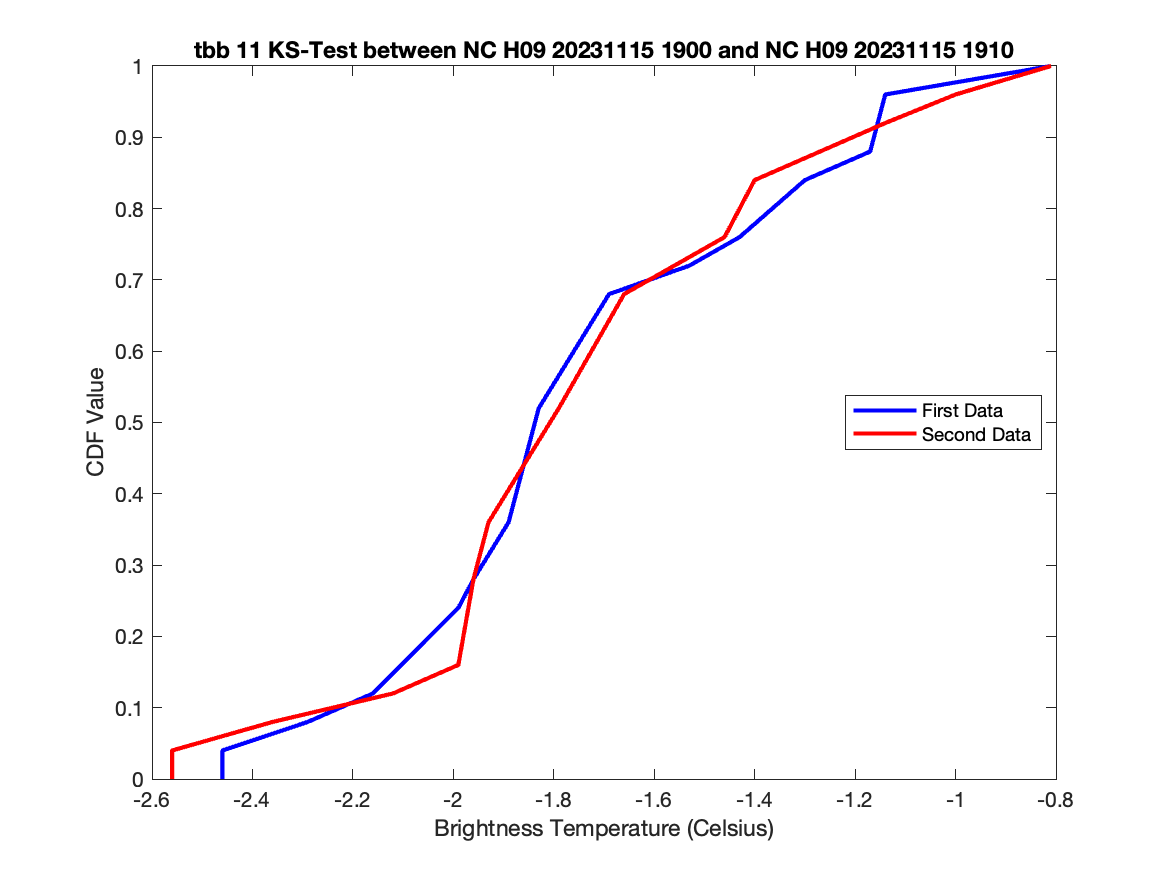 tbb 11 KS-Test between NC H09 20231115 1900 and NC H09 20231115 1910
1
0.9
0.8
0.7
0.6
0.5
0.4
0.3
0.2
0.1
0
CDF Value
First Data
Second Data
-2.6 -2.4 -2.2 -2 -1.8 -1.6 -1.4 -1.2 -1 -0.8
Brightness Temperature (Celsius)